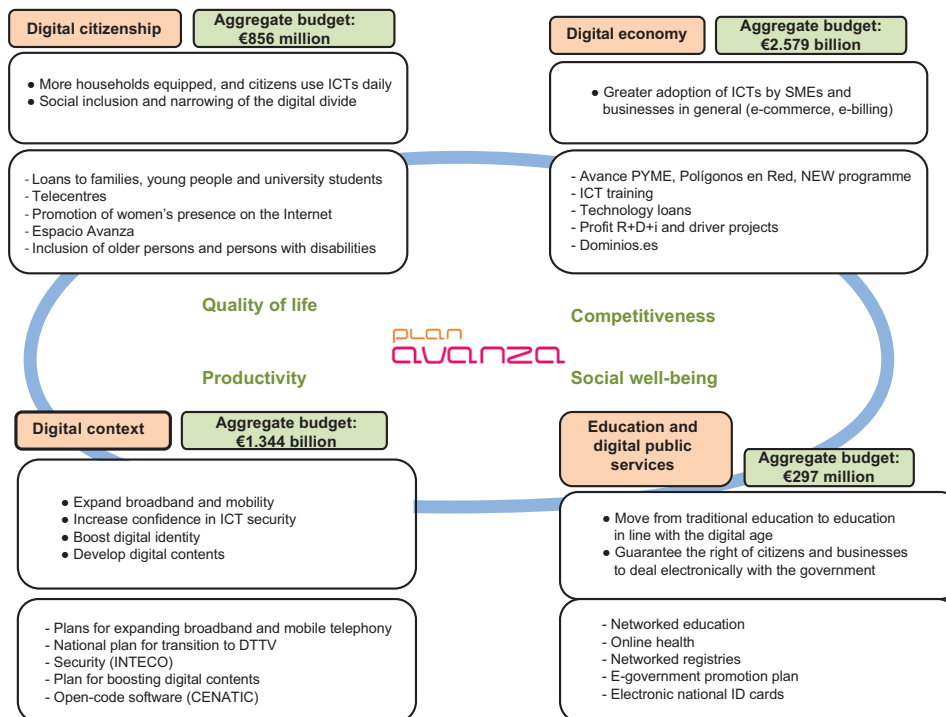 Digital citizenship
Aggregate budget:
€856 million
● More households equipped, and citizens use ICTs daily
● Social inclusion and narrowing of the digital divide
- Loans to families, young people and university students
- Telecentres
- Promotion of women's presence on the Internet
- Espacio Avanza
- Inclusion of older persons and persons with disabilities
Digital economy
Aggregate budget:
€2.579 billion
● Greater adoption of ICTs by SMEs and
businesses in general (e-commerce, e-billing)
- Avance PYME, Polígonos en Red, NEW programme
- ICT training
- Technology loans
- Profit R+D+i and driver projects
- Dominios.es
Quality of life
Competitiveness
plan
avanza
Productivity
Social well-being
Digital context
Aggregate budget:
€1.344 billion
● Expand broadband and mobility
● Increase confidence in ICT security
● Boost digital identity
● Develop digital contents
- Plans for expanding broadband and mobile telephony
- National plan for transition to DTTV
- Security (INTECO)
- Plan for boosting digital contents
- Open-code software (CENATIC)
Education and
digital public
services
Aggregate budget:
€297 million
● Move from traditional education to education
in line with the digital age
● Guarantee the right of citizens and businesses
to deal electronically with the government
- Networked education
- Online health
- Networked registries
- E-government promotion plan
- Electronic national ID cards